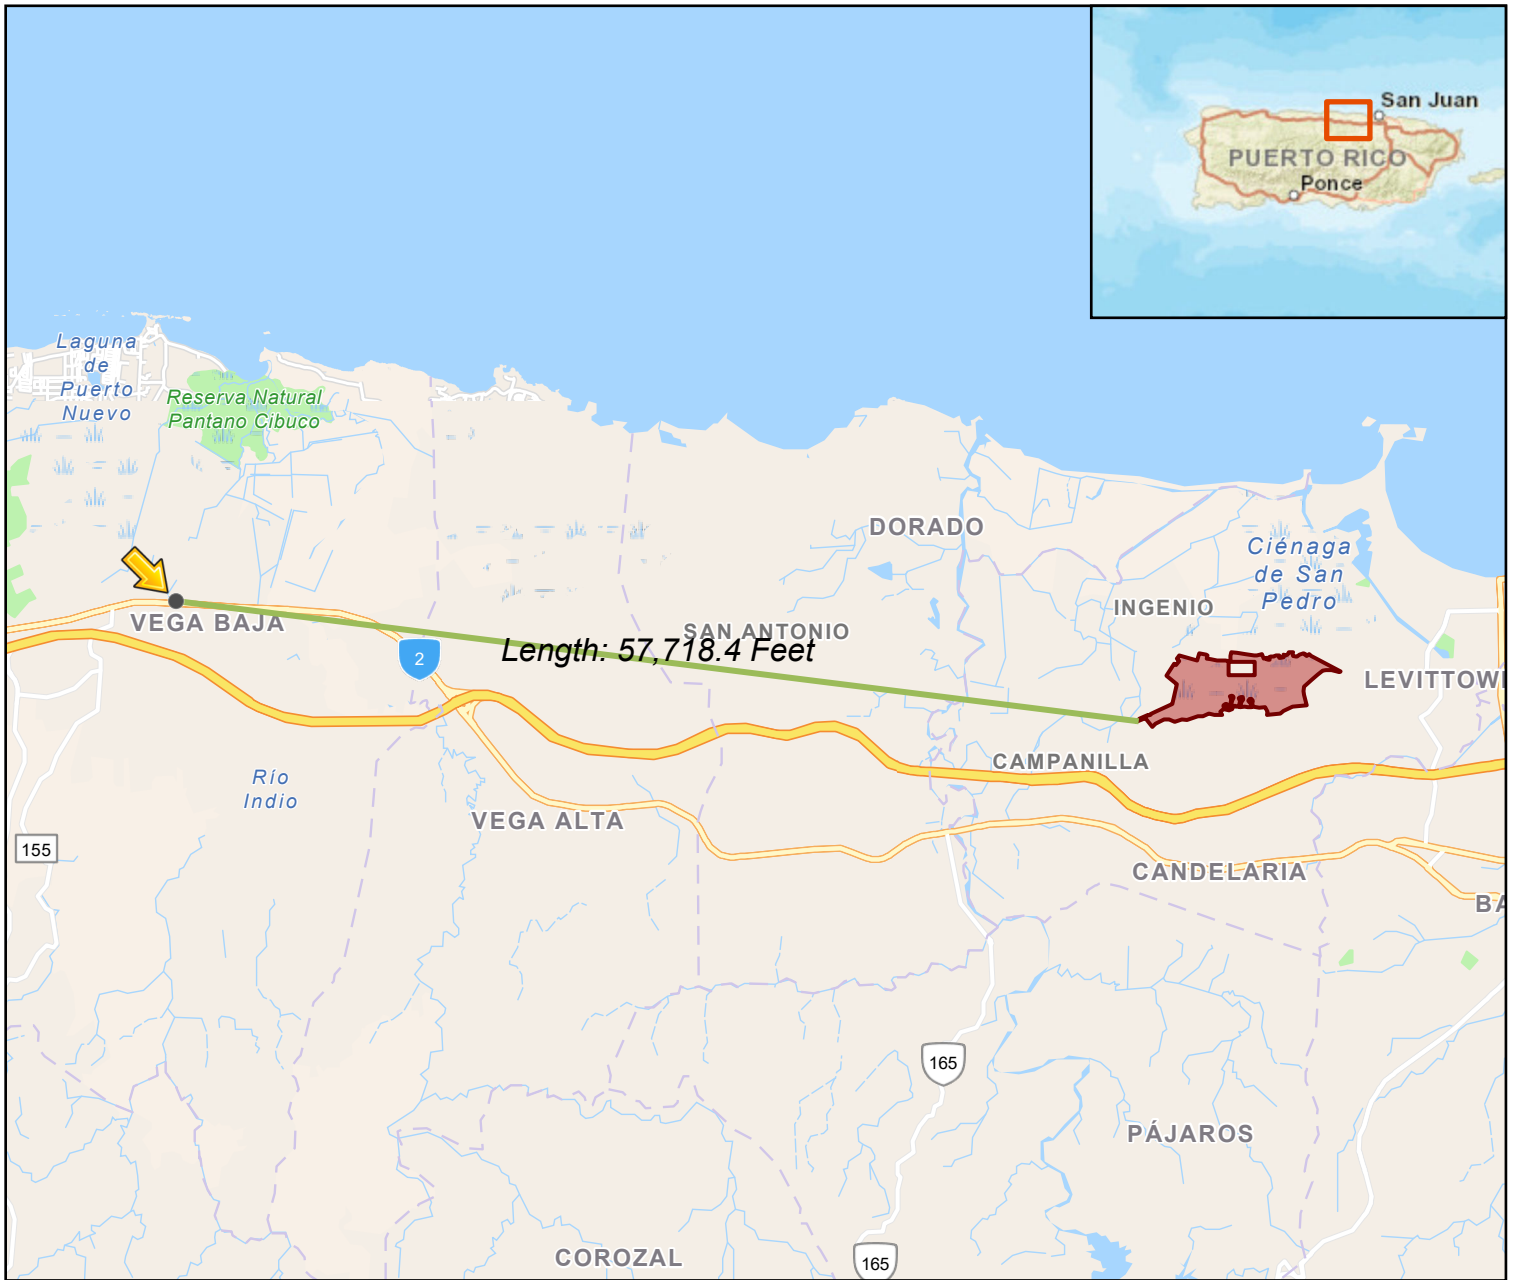 San Juan
PUERTO RICO
Ponce
Laguna
de
Puerto
Nuevo
Reserva Natural
Pantano Cibuco
DORADO
Ciénaga
de San
Pedro
INGENIO
VEGA BAJA
SAN ANTONIO
Length: 57,718.4 Feet
2
LEVITTOW
CAMPANILLA
Río
Indio
VEGA ALTA
155
CANDELARIA
BA
165
PÁJAROS
COROZAL
165